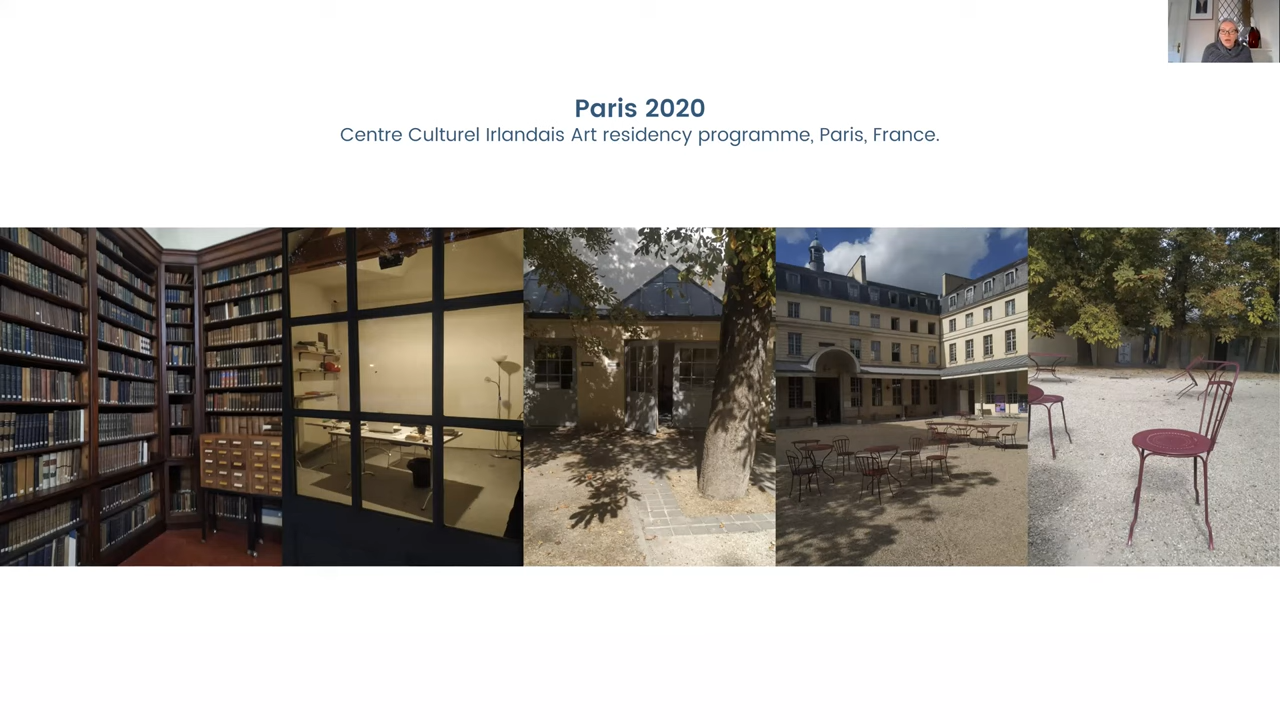 Paris 2020
Centre Culturel Irlandais Art residency programme, Paris, France.